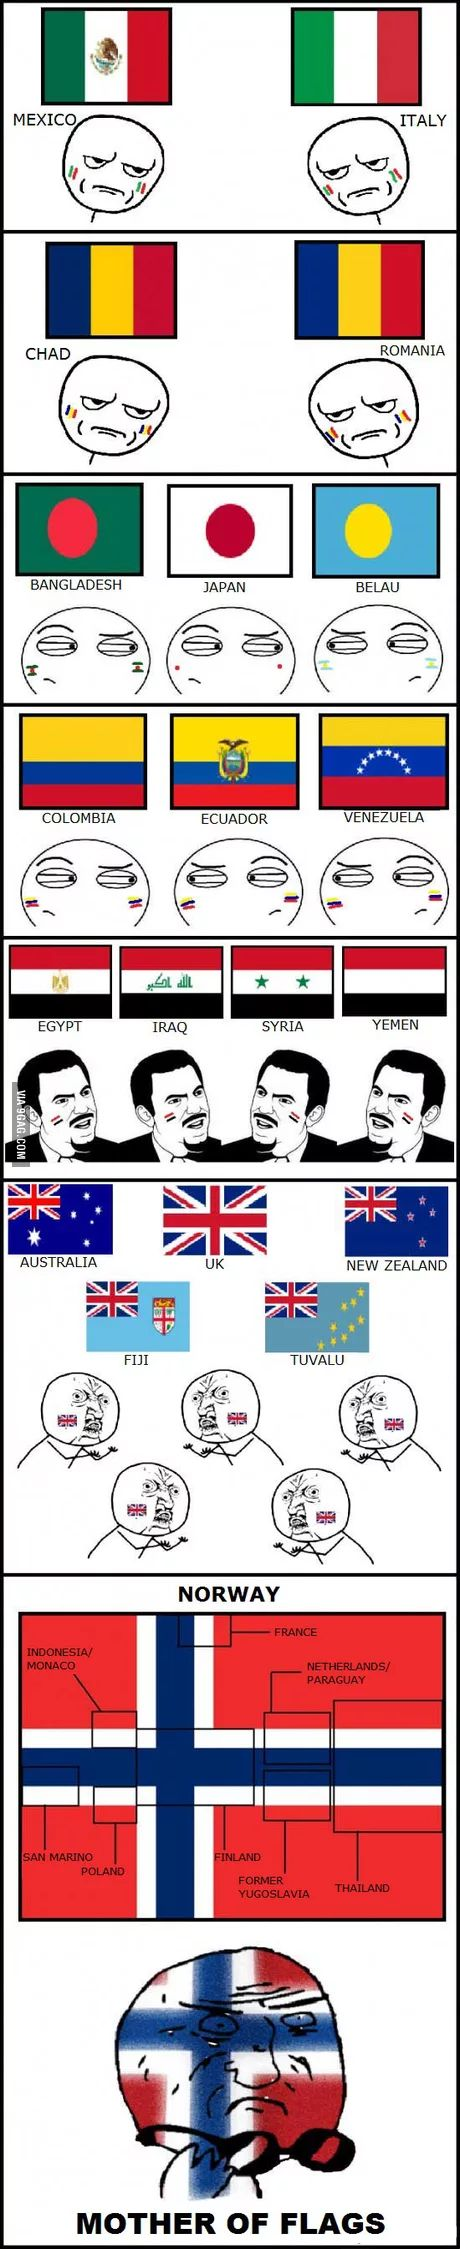 MEXICO
ITALY
CHAD
ROMANIA
BANGLADESH
JAPAN
BELAU
COLOMBIA
ECUADOR
VENEZUELA
الله اكبر
EGYPT
IRAQ
SYRIA
YEMEN
VIA 9GAG.COM
AUSTRALIA
UK
NEW ZEALAND
FIJI
TUVALU
NORWAY
FRANCE
INDONESIA/
MONACO
NETHERLANDS/
PARAGUAY
SAN MARINO
POLAND
FINLAND
FORMER
YUGOSLAVIA
THAILAND
MOTHER OF FLAGS